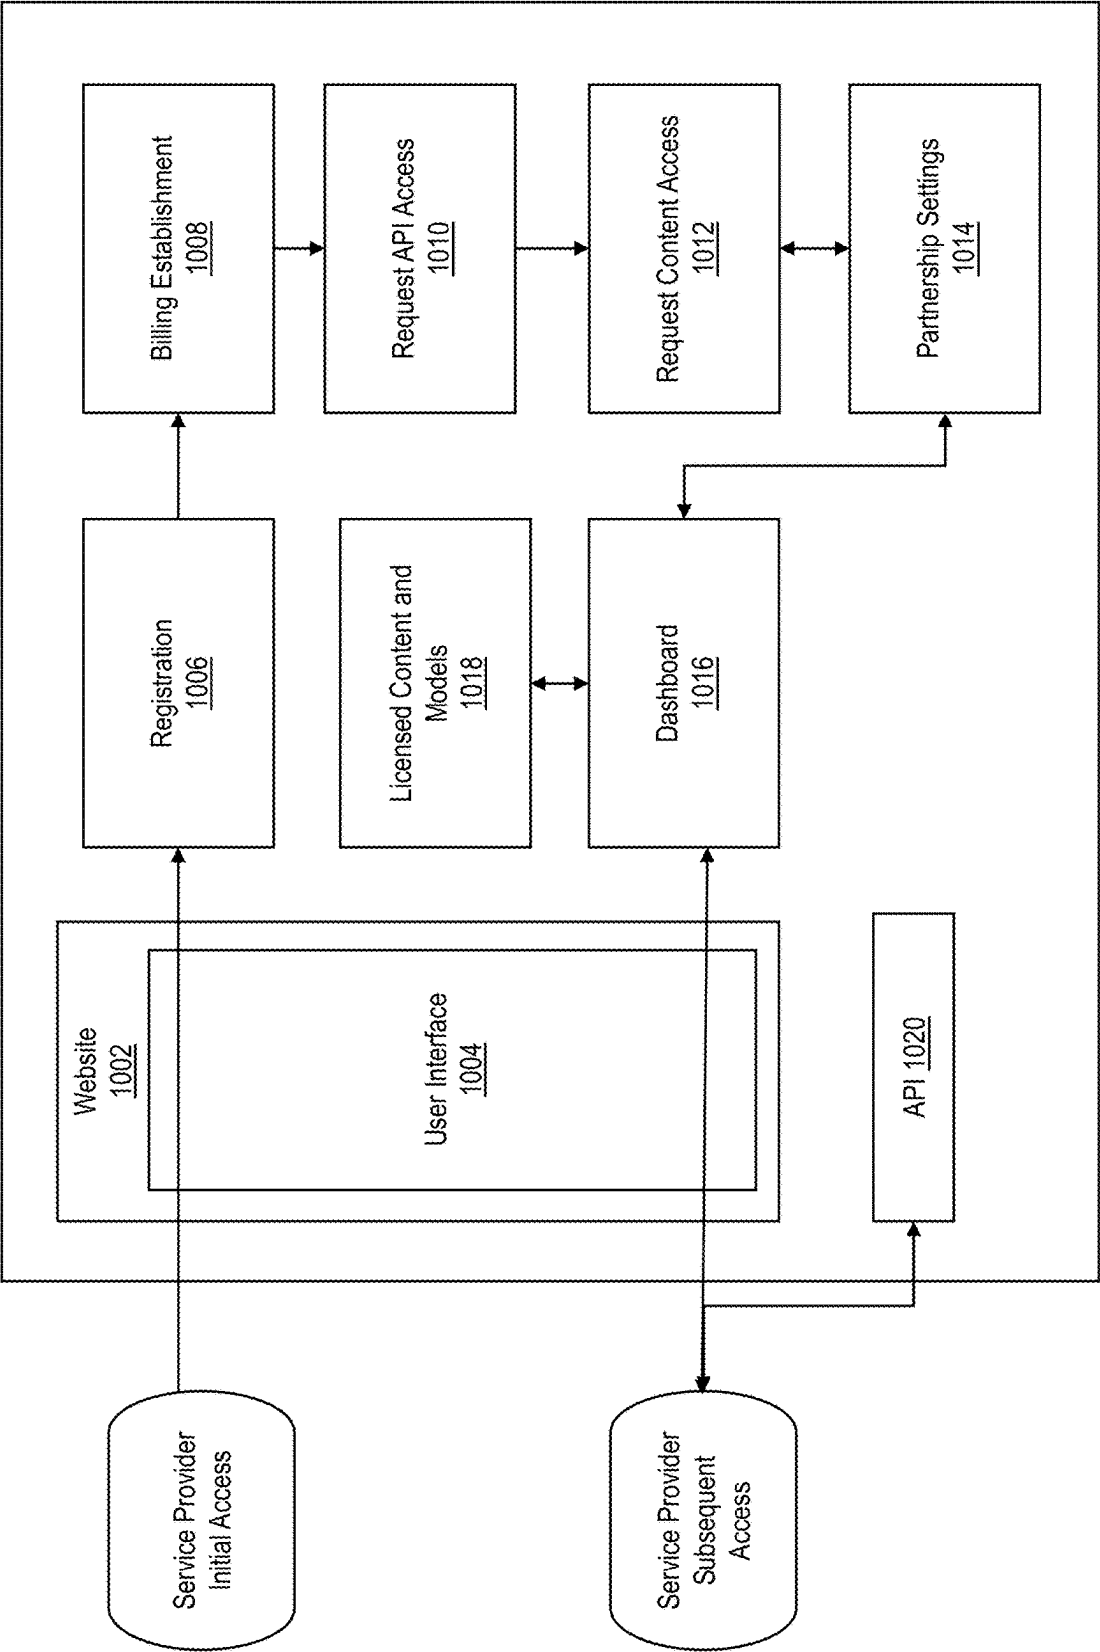 Service Provider
Initial Access
Website
1002
Registration
1006
Billing Establishment
1008
User Interface
1004
Licensed Content and
Models
1018
Request API Access
1010
Service Provider
Subsequent
Access
Dashboard
1016
Request Content Access
1012
API 1020
Partnership Settings
1014